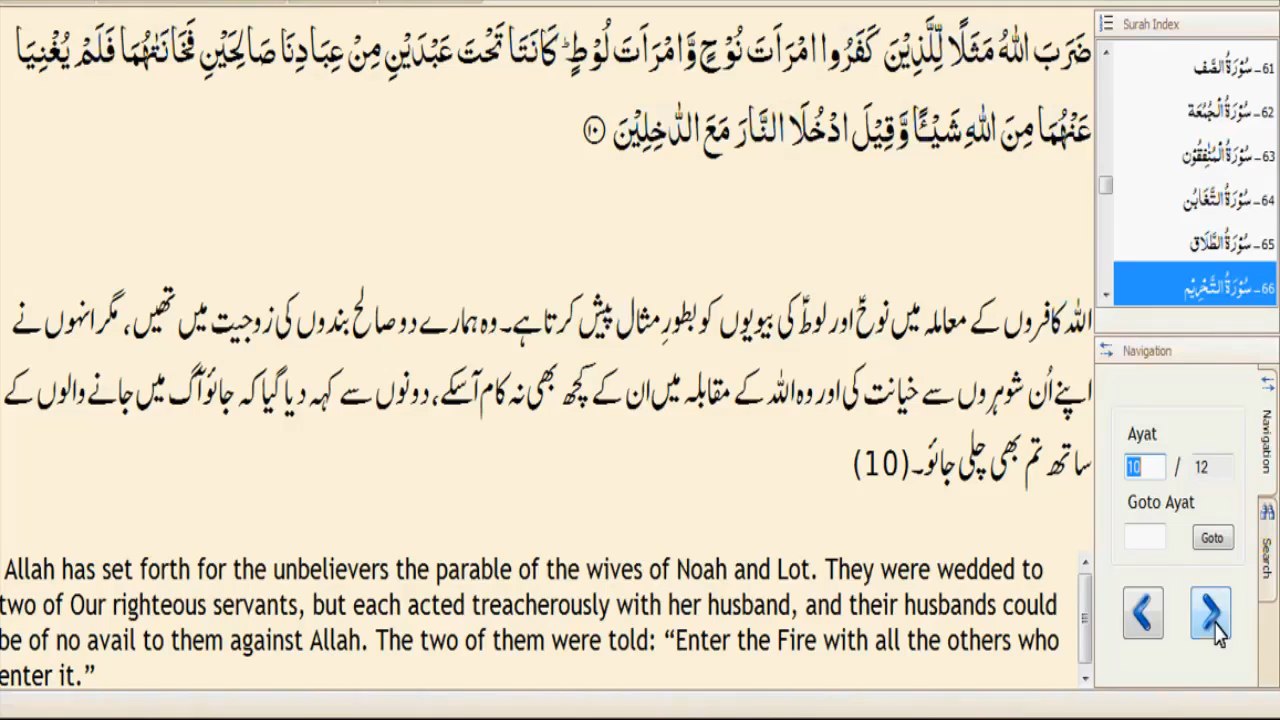 ضَرَبَ اللّٰهُ مَثَلًا لِّلَّذِيْنَ كَفَرُوا امْرَاَتَ نُوْحٍ وَّامْرَاَتَ لُوْطٍ ؕ كَانَتَا تَحْتَ عَبْدَيْنِ مِنْ عِبَادِنَا صَالِحَيْنِ فَخَانَتٰهُمَا فَلَمْ يُغْنِيَا
عَنْهُمَا مِنَ اللّٰهِ شَيْـًٔا وَّقِيْلَ ادْخُلَا النَّارَ مَعَ الدّٰخِلِيْنَ ۱۰
اللہ کافروں کے معاملہ میں نوحؑ اور لوطؑ کی بیویوں کو بطورِ مثال پیش کرتا ہے۔ وہ ہمارے دو صالح بندوں کی زوجیت میں تھیں، مگر انہوں نے
اپنے اُن شوہروں سے خیانت کی اور وہ اللہ کے مقابلہ میں ان کے کچھ بھی نہ کام آسکے، دونوں سے کہہ دیا گیا کہ جائو آگ میں جانے والوں کے
ساتھ تم بھی چلی جائو۔(10)
Allah has set forth for the unbelievers the parable of the wives of Noah and Lot. They were wedded to
two of Our righteous servants, but each acted treacherously with her husband, and their husbands could
be of no avail to them against Allah. The two of them were told: “Enter the Fire with all the others who
enter it.”
Surah Index
61- سُوْرَةُ الصَّف
62- سُوْرَةُ الْجُمُعَة
63- سُوْرَةُ الْمُنٰفِقُوْن
64- سُوْرَةُ التَّغَابُن
65- سُوْرَةُ الطَّلَاق
66- سُوْرَةُ التَّحْرِيْم
Navigation
Ayat
10 / 12
Goto Ayat
Goto
Navigation
Search